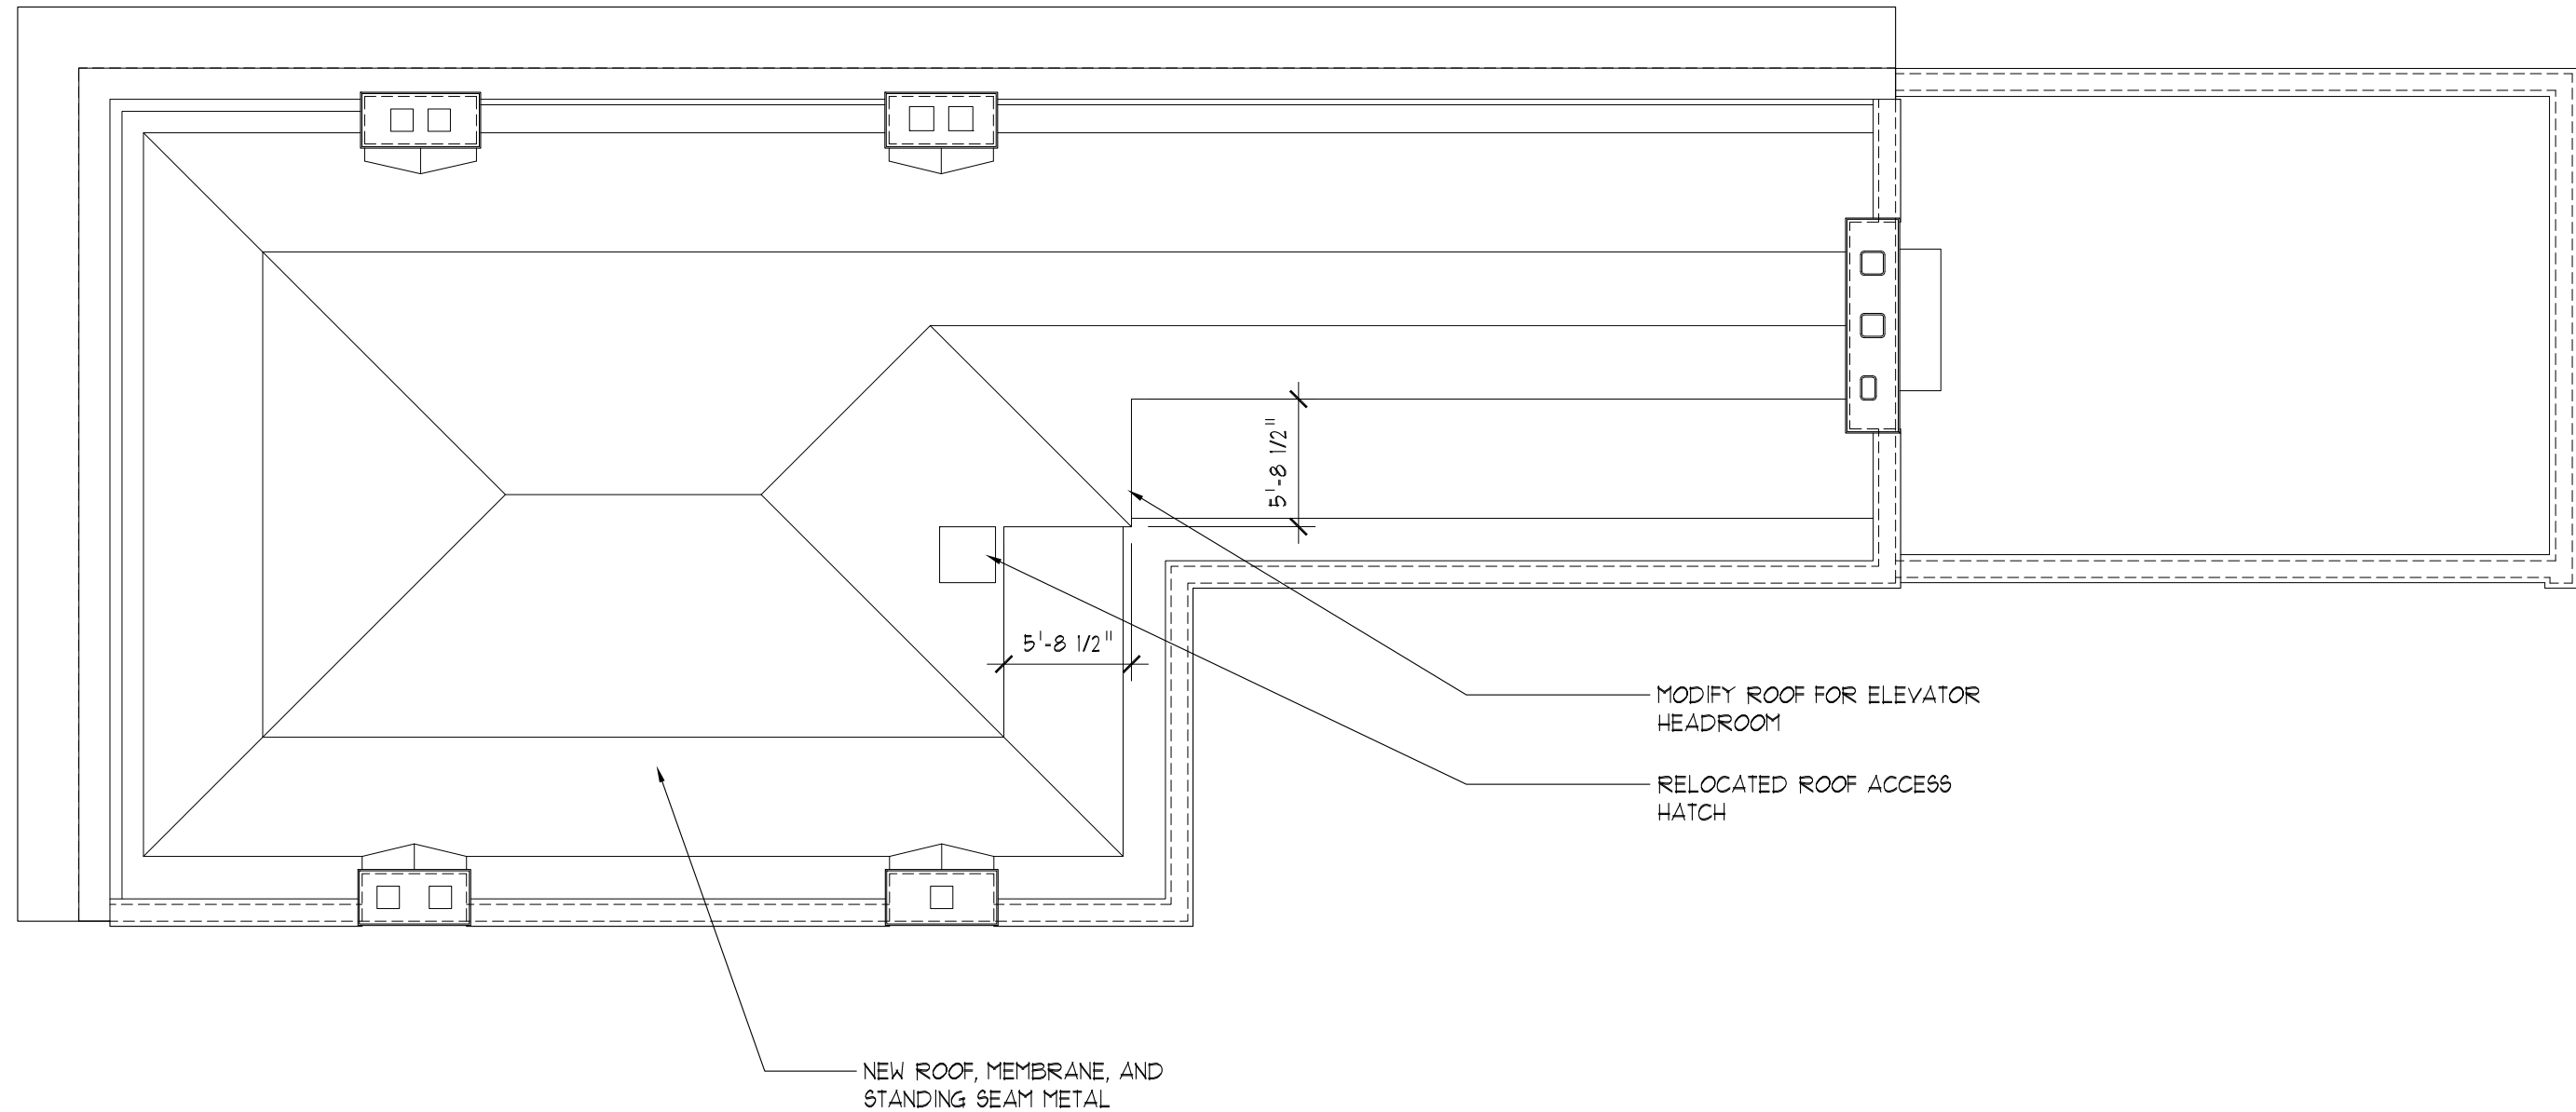 5'-8 1/2"
5'-8 1/2"
MODIFY ROOF FOR ELEVATOR
HEADROOM
RELOCATED ROOF ACCESS
HATCH
NEW ROOF, MEMBRANE, AND
STANDING SEAM METAL